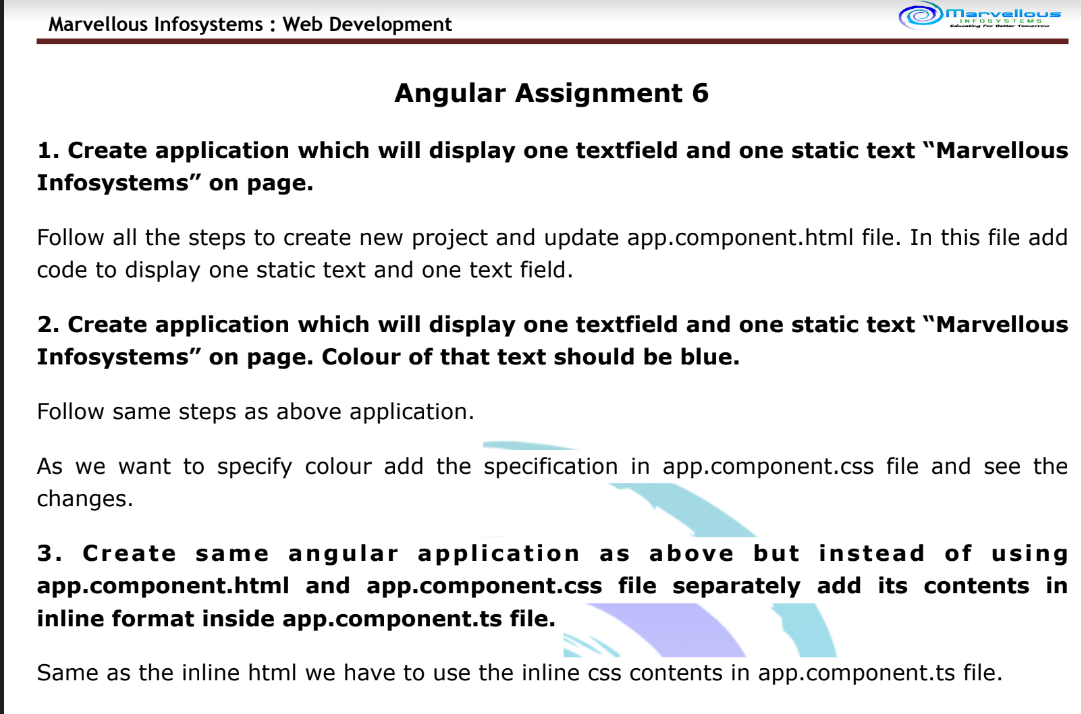 Marvellous Infosystems : Web Development
Marvellous
INFOSYSTEMS
Educating For Better Tomorrow
Angular Assignment 6
1. Create application which will display one textfield and one static text “Marvellous
Infosystems” on page.
Follow all the steps to create new project and update app.component.html file. In this file add
code to display one static text and one text field.
2. Create application which will display one textfield and one static text “Marvellous
Infosystems” on page. Colour of that text should be blue.
Follow same steps as above application.
As we want to specify colour add the specification in app.component.css file and see the
changes.
3. Create same angular application as above but instead of using
app.component.html and app.component.css file separately add its contents in
inline format inside app.component.ts file.
Same as the inline html we have to use the inline css contents in app.component.ts file.